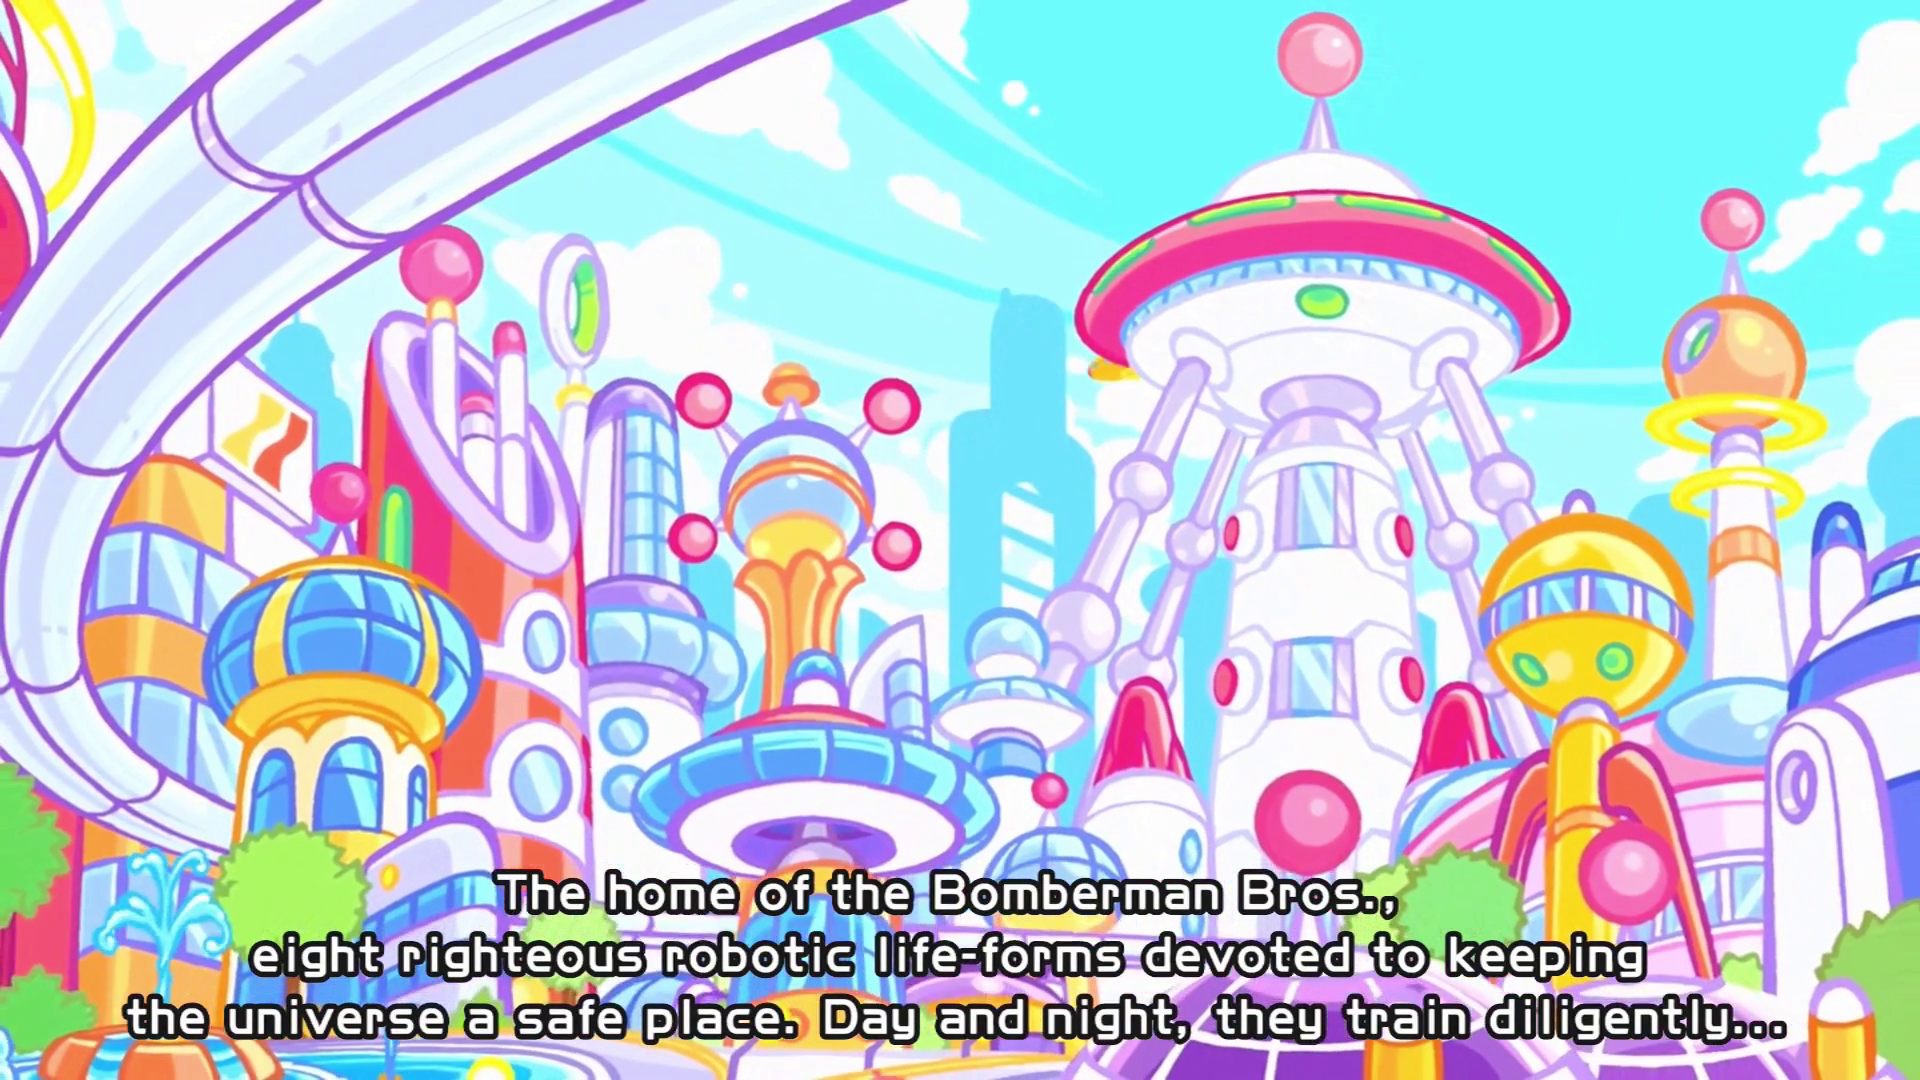 The home of the Bomberman Bros.,
eight righteous robotic life-forms devoted to keeping
the universe a safe place. Day and night, they train diligently...